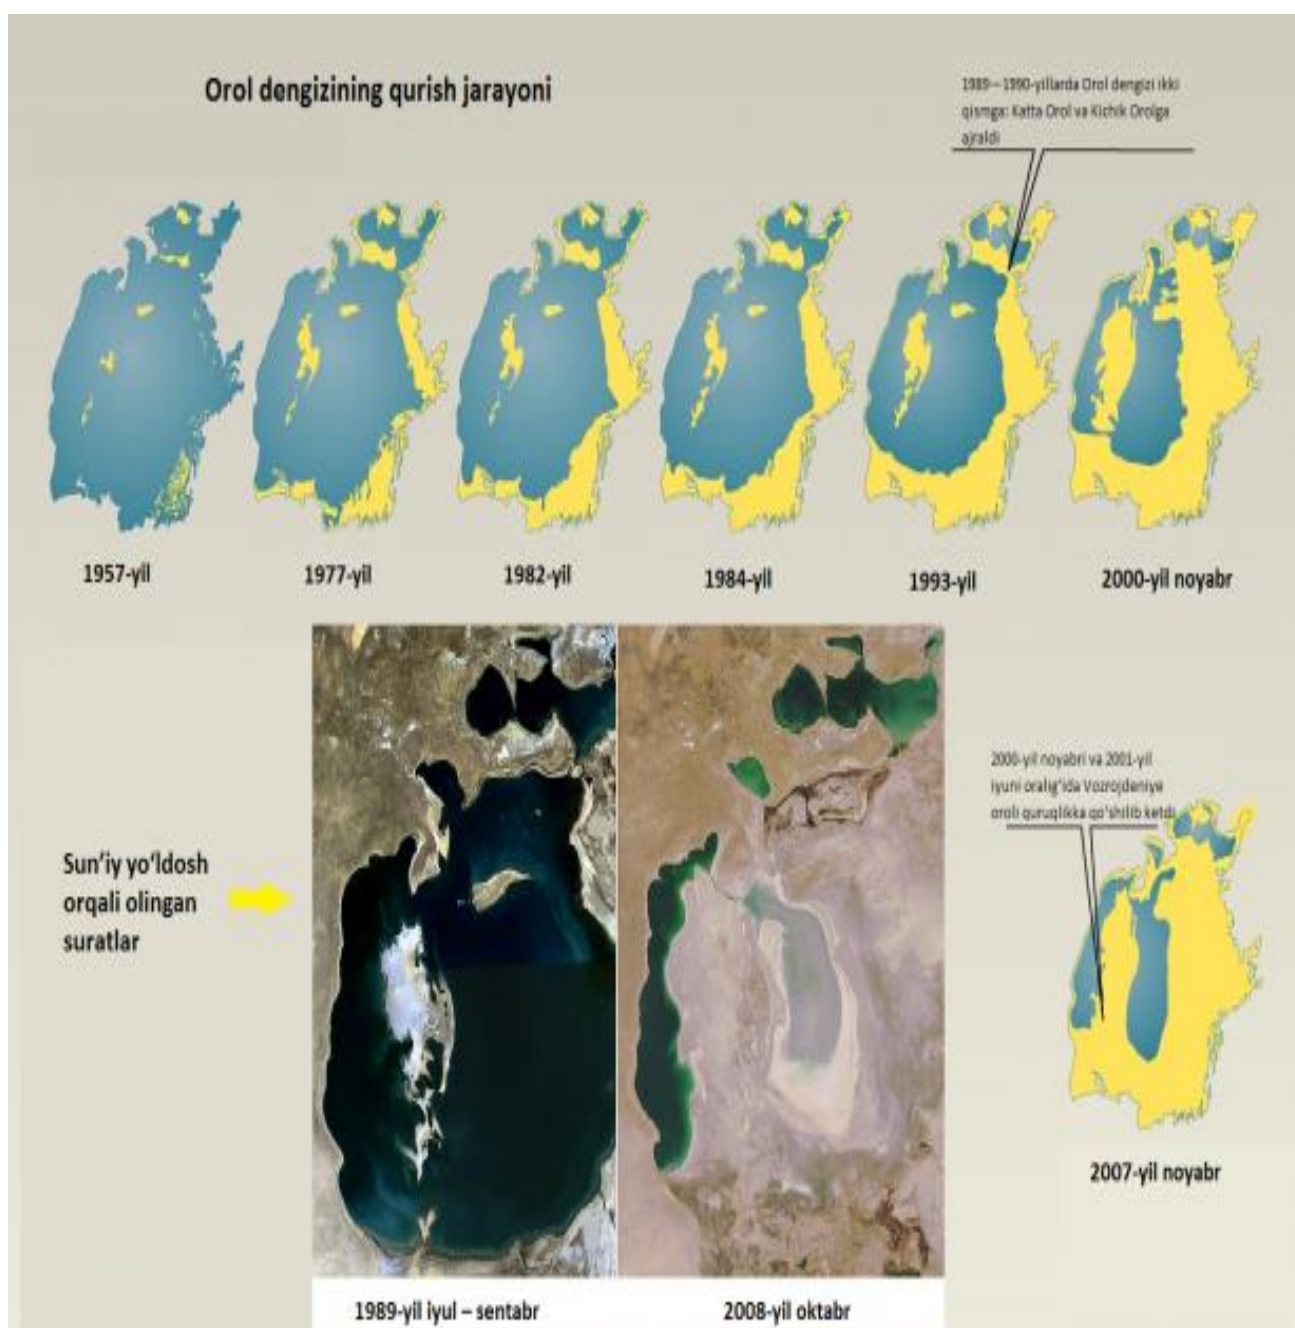 Orol dengizining qurish jarayoni
1989 – 1990-yillarda Orol dengizi ikki
qismga: Katta Orol va Kichik Orolga
ajraldi
1957-yil
1977-yil
1982-yil
1984-yil
1993-yil
2000-yil noyabr
2000-yil noyabri va 2001-yil
iyuni oralig‘ida Vozrojdeniye
oroli quruqlikka qo‘shilib ketdi
Sun’iy yo‘ldosh
orqali olingan
suratlar
2007-yil noyabr
1989-yil iyul – sentabr
2008-yil oktabr